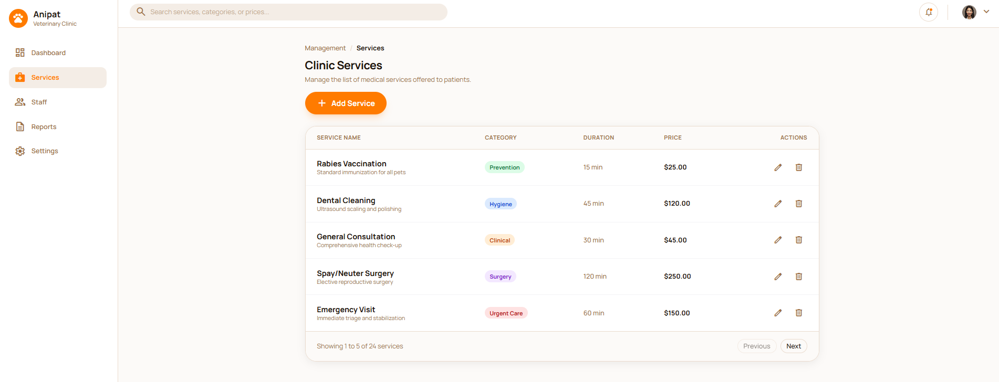 Anipat
Veterinary Clinic
Search services, categories, or prices...
Dashboard
Services
Staff
Reports
Settings
Management / Services
Clinic Services
Manage the list of medical services offered to patients.
Add Service
SERVICE NAME CATEGORY DURATION PRICE ACTIONS
Rabies Vaccination
Standard immunization for all pets
Prevention 15 min $25.00
Dental Cleaning
Ultrasound scaling and polishing
Hygiene 45 min $120.00
General Consultation
Comprehensive health check-up
Clinical 30 min $45.00
Spay/Neuter Surgery
Elective reproductive surgery
Surgery 120 min $250.00
Emergency Visit
Immediate triage and stabilization
Urgent Care 60 min $150.00
Showing 1 to 5 of 24 services
Previous Next